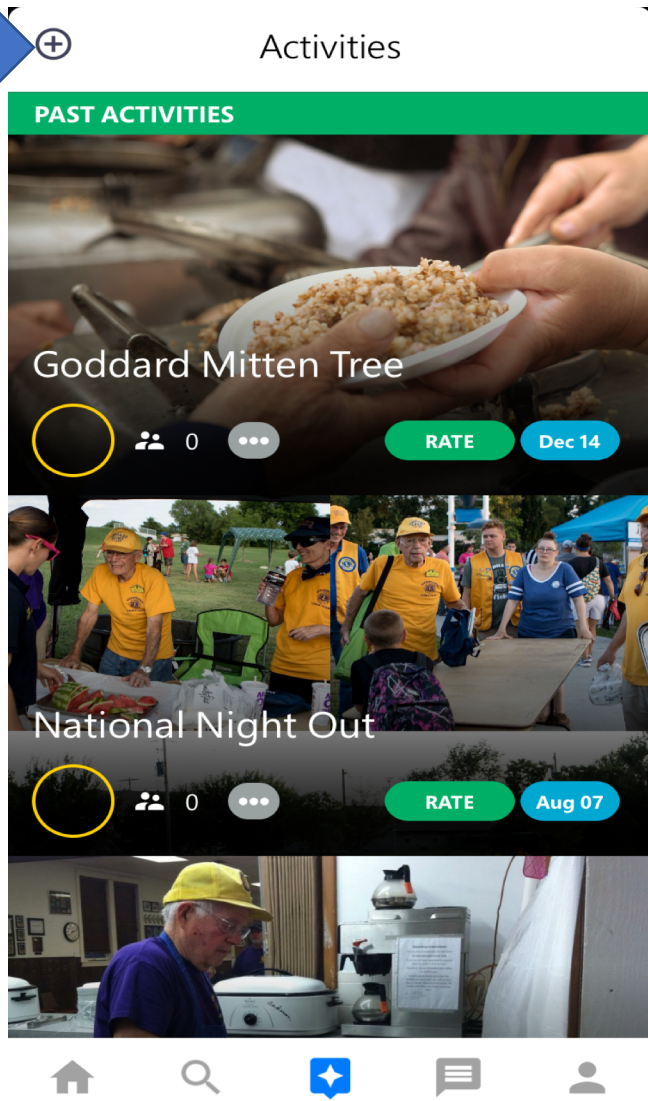 Activities
PAST ACTIVITIES
Goddard Mitten Tree
0
RATE
Dec 14
National Night Out
0
RATE
Aug 07